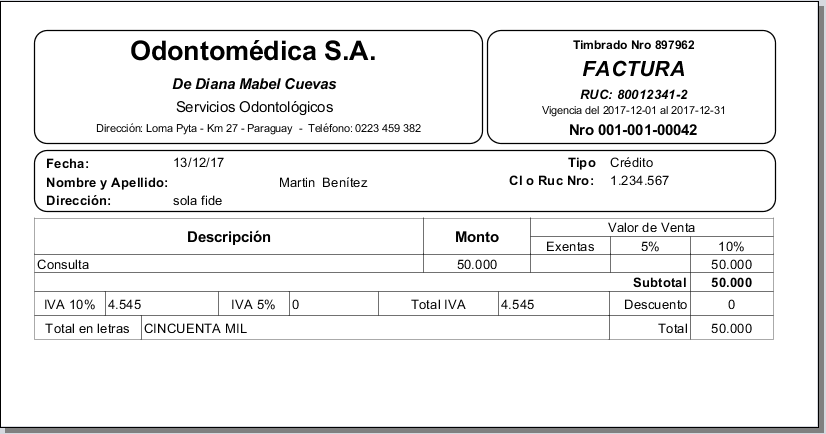 Odontomédica S.A.
De Diana Mabel Cuevas
Servicios Odontológicos
Dirección: Loma Pyta - Km 27 - Paraguay - Teléfono: 0223 459 382
Timbrado Nro 897962
FACTURA
RUC: 80012341-2
Vigencia del 2017-12-01 al 2017-12-31
Nro 001-001-00042
Fecha: 13/12/17 Tipo Crédito
Nombre y Apellido: Martin Benítez CI o Ruc Nro: 1.234.567
Dirección: sola fide
Descripción Monto Valor de Venta
Exentas 5% 10%
Consulta 50.000 50.000
Subtotal 50.000
IVA 10% 4.545 IVA 5% 0 Total IVA 4.545 Descuento 0
Total en letras CINCUENTA MIL Total 50.000